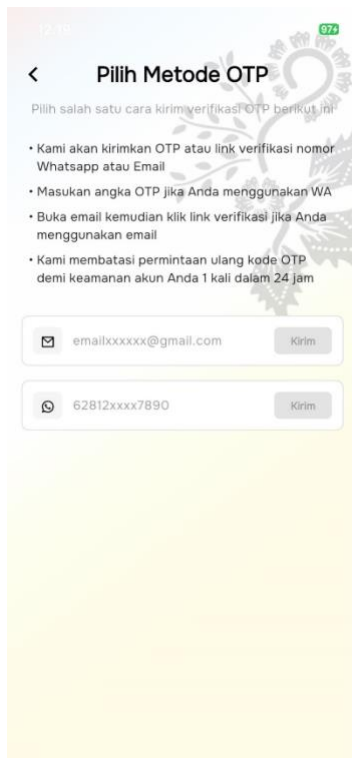 12:19
97
Pilih Metode OTP
Pilih salah satu cara kirim verifikasi OTP berikut ini
• Kami akan kirimkan OTP atau link verifikasi nomor
Whatsapp atau Email
• Masukan angka OTP jika Anda menggunakan WA
• Buka email kemudian klik link verifikasi jika Anda
menggunakan email
• Kami membatasi permintaan ulang kode OTP
demi keamanan akun Anda 1 kali dalam 24 jam
emailxxxxxx@gmail.com
Kirim
62812xxxx7890
Kirim